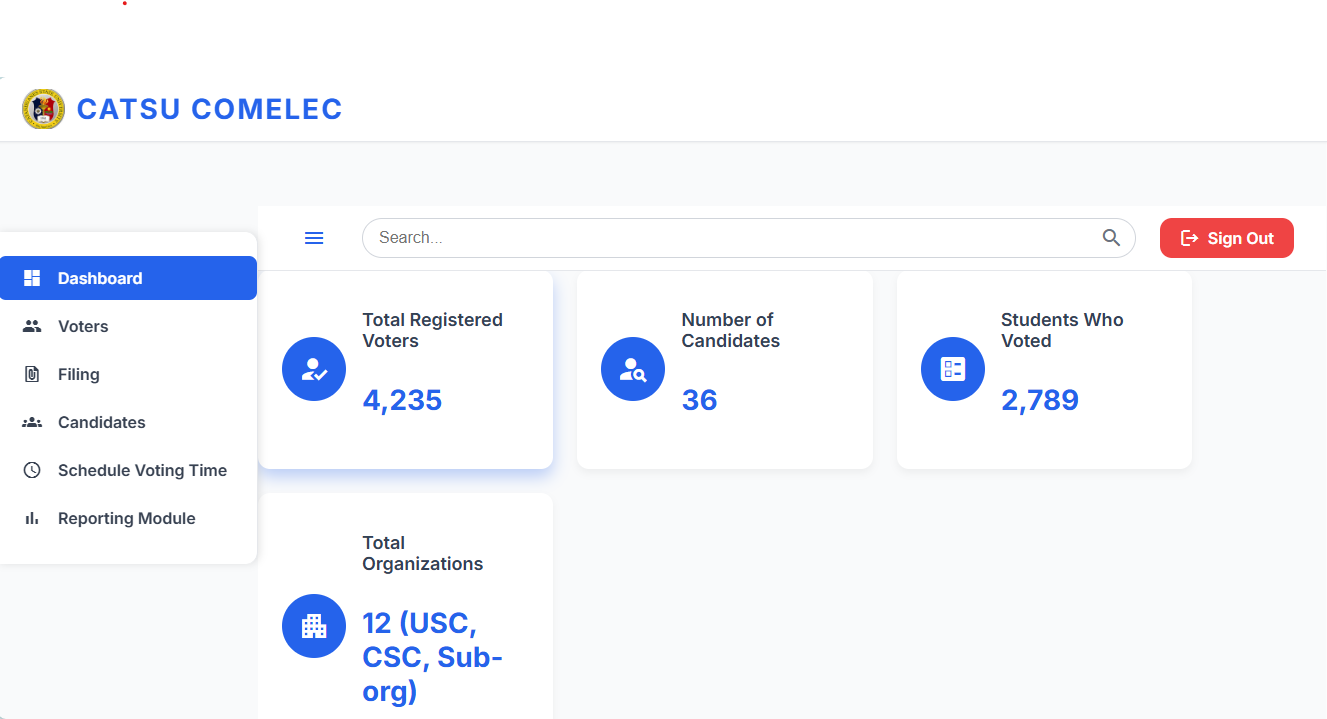 CATSU COMELEC
Search...
Sign Out
Dashboard
Voters
Filing
Candidates
Schedule Voting Time
Reporting Module
Total Registered
Voters
4,235
Number of
Candidates
36
Students Who
Voted
2,789
Total
Organizations
12 (USC,
CSC, Sub-
org)